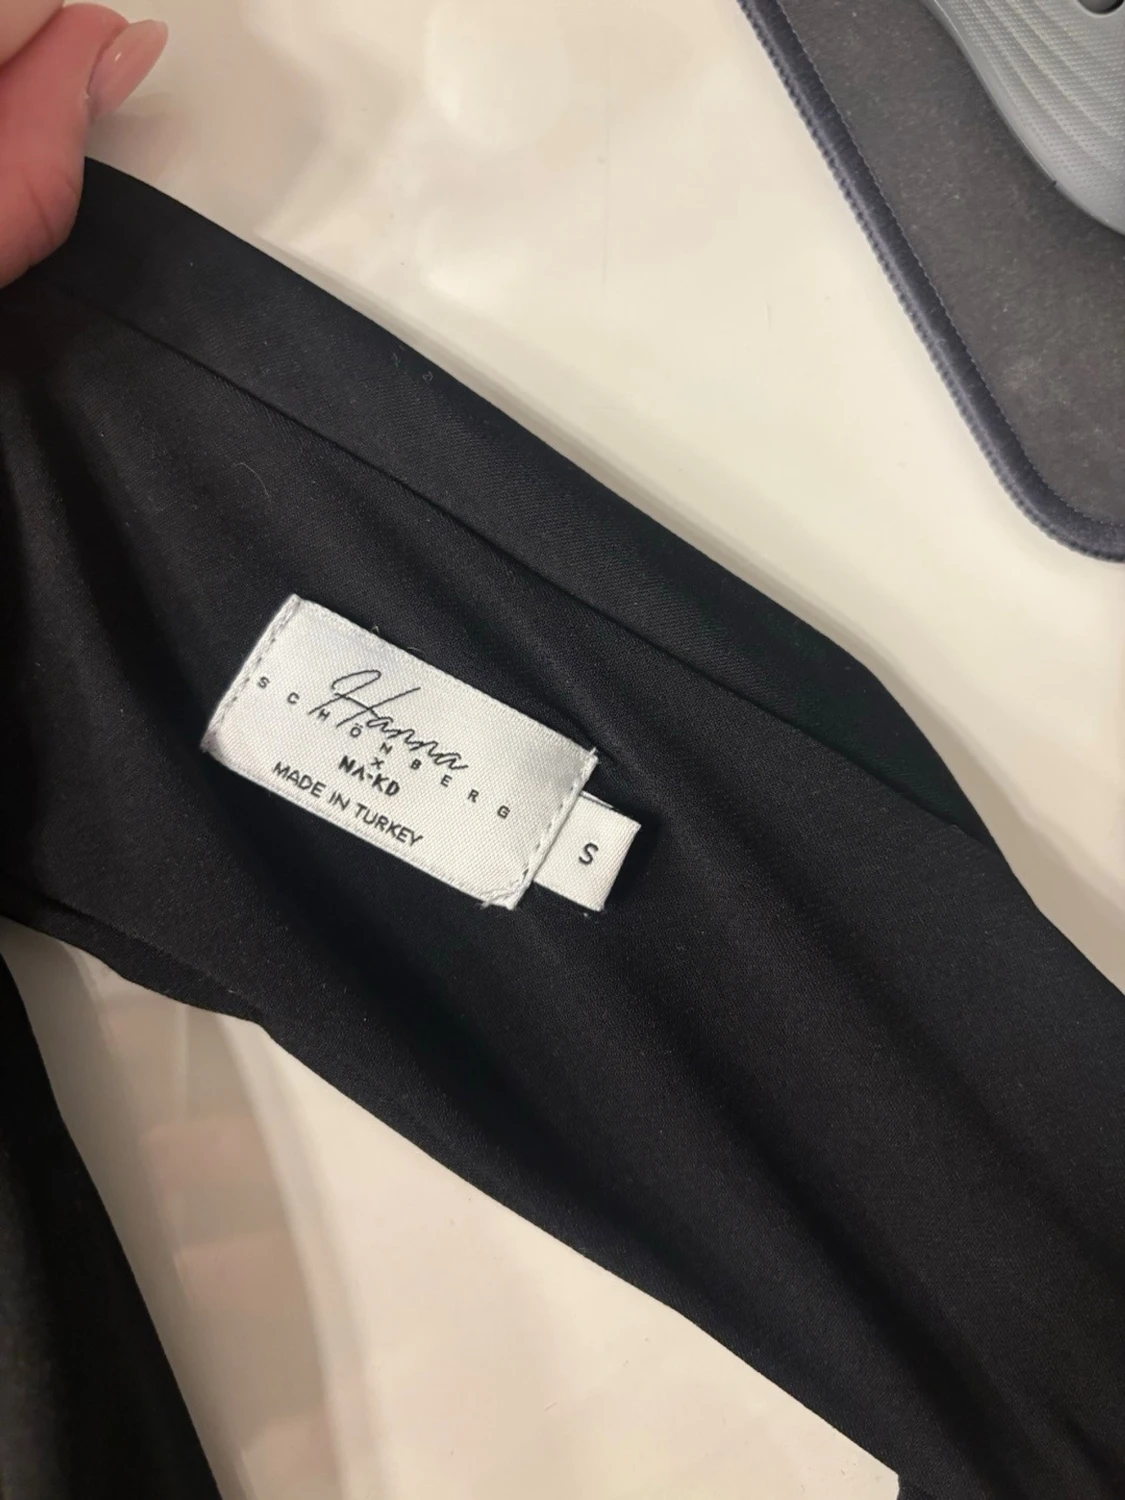 Hanna
SCHÖNBERG
X
NA-KD
MADE IN TURKEY
S